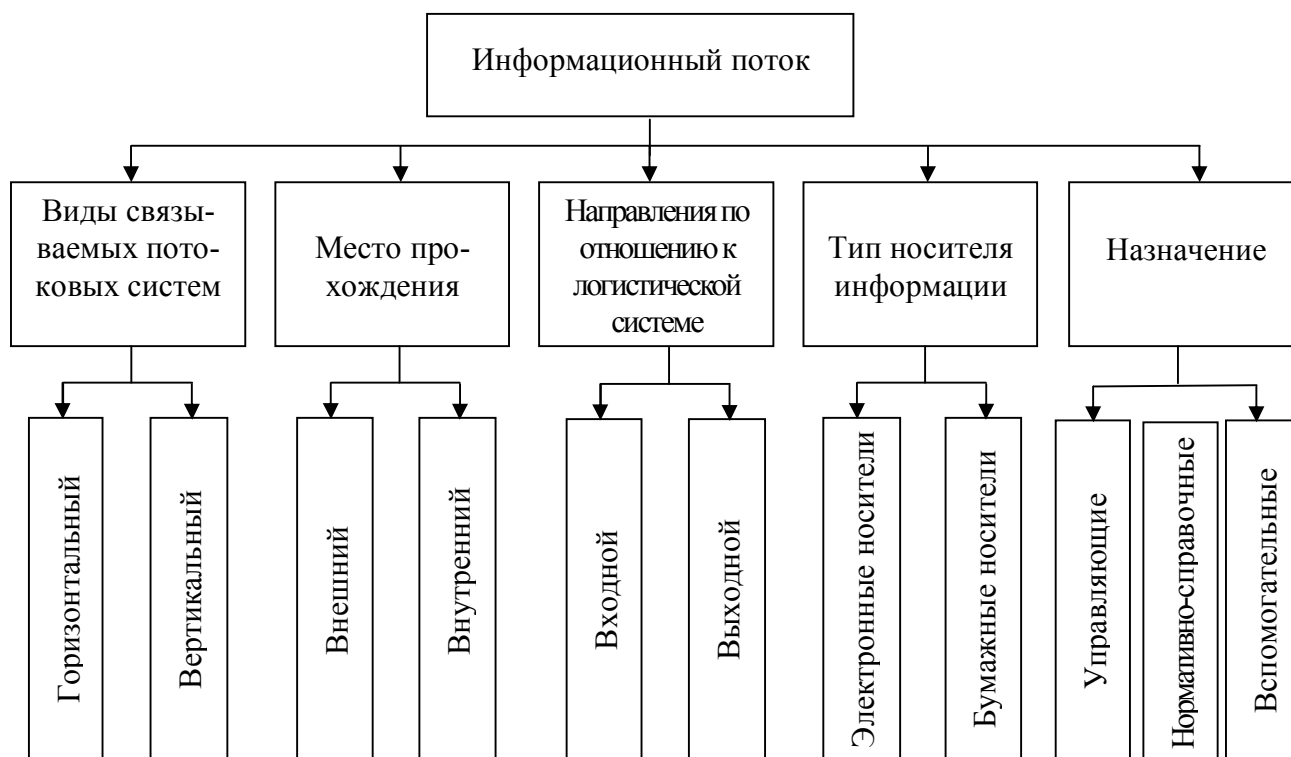 Информационный поток
Виды связы-
ваемых пото-
ковых систем
Место про-
хождения
Направления по
отношению к
логистической
системе
Тип носителя
информации
Назначение
Горизонтальный
Вертикальный
Внешний
Внутренний
Входной
Выходной
Электронные носители
Бумажные носители
Управляющие
Нормативно-справочные
Вспомогательные